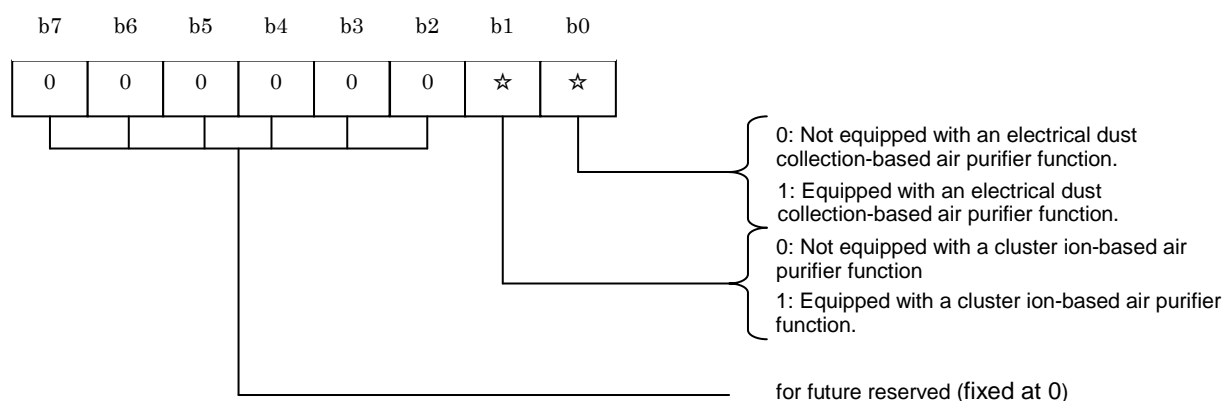 b7 b6 b5 b4 b3 b2 b1 b0
0 0 0 0 0 0 ☆ ☆
0: Not equipped with an electrical dust
collection-based air purifier function.
1: Equipped with an electrical dust
collection-based air purifier function.
0: Not equipped with a cluster ion-based air
purifier function
1: Equipped with a cluster ion-based air purifier
function.
for future reserved (fixed at 0)